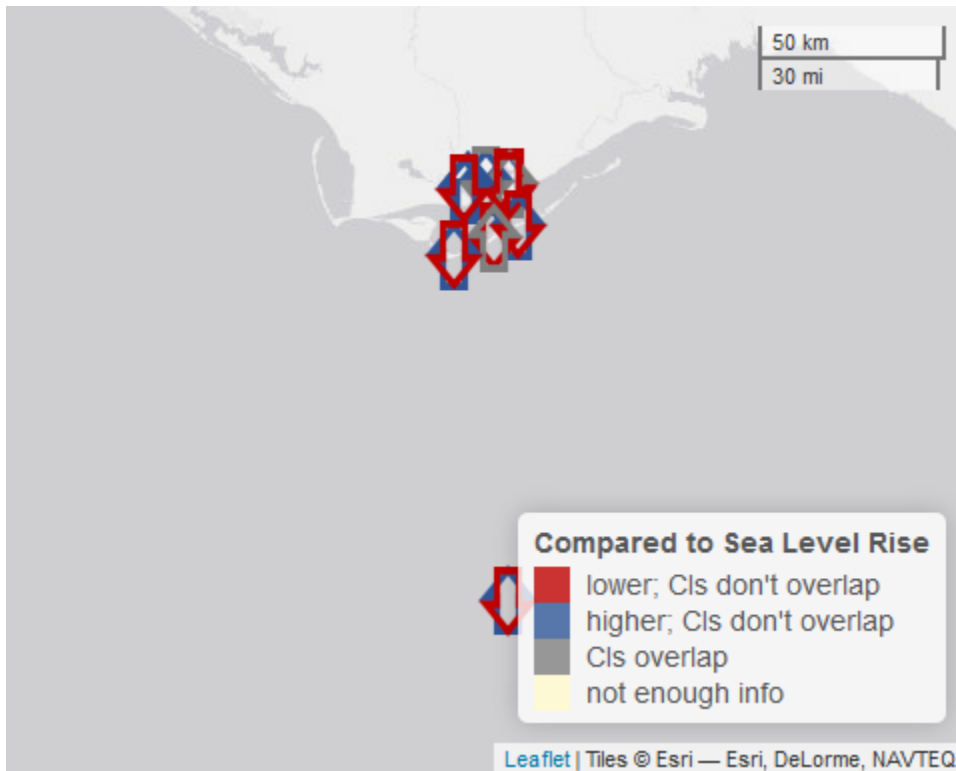 50 km
30 mi
Compared to Sea Level Rise
lower; CIs don't overlap
higher; CIs don't overlap
CIs overlap
not enough info
Leaflet | Tiles © Esri — Esri, DeLorme, NAVTEQ